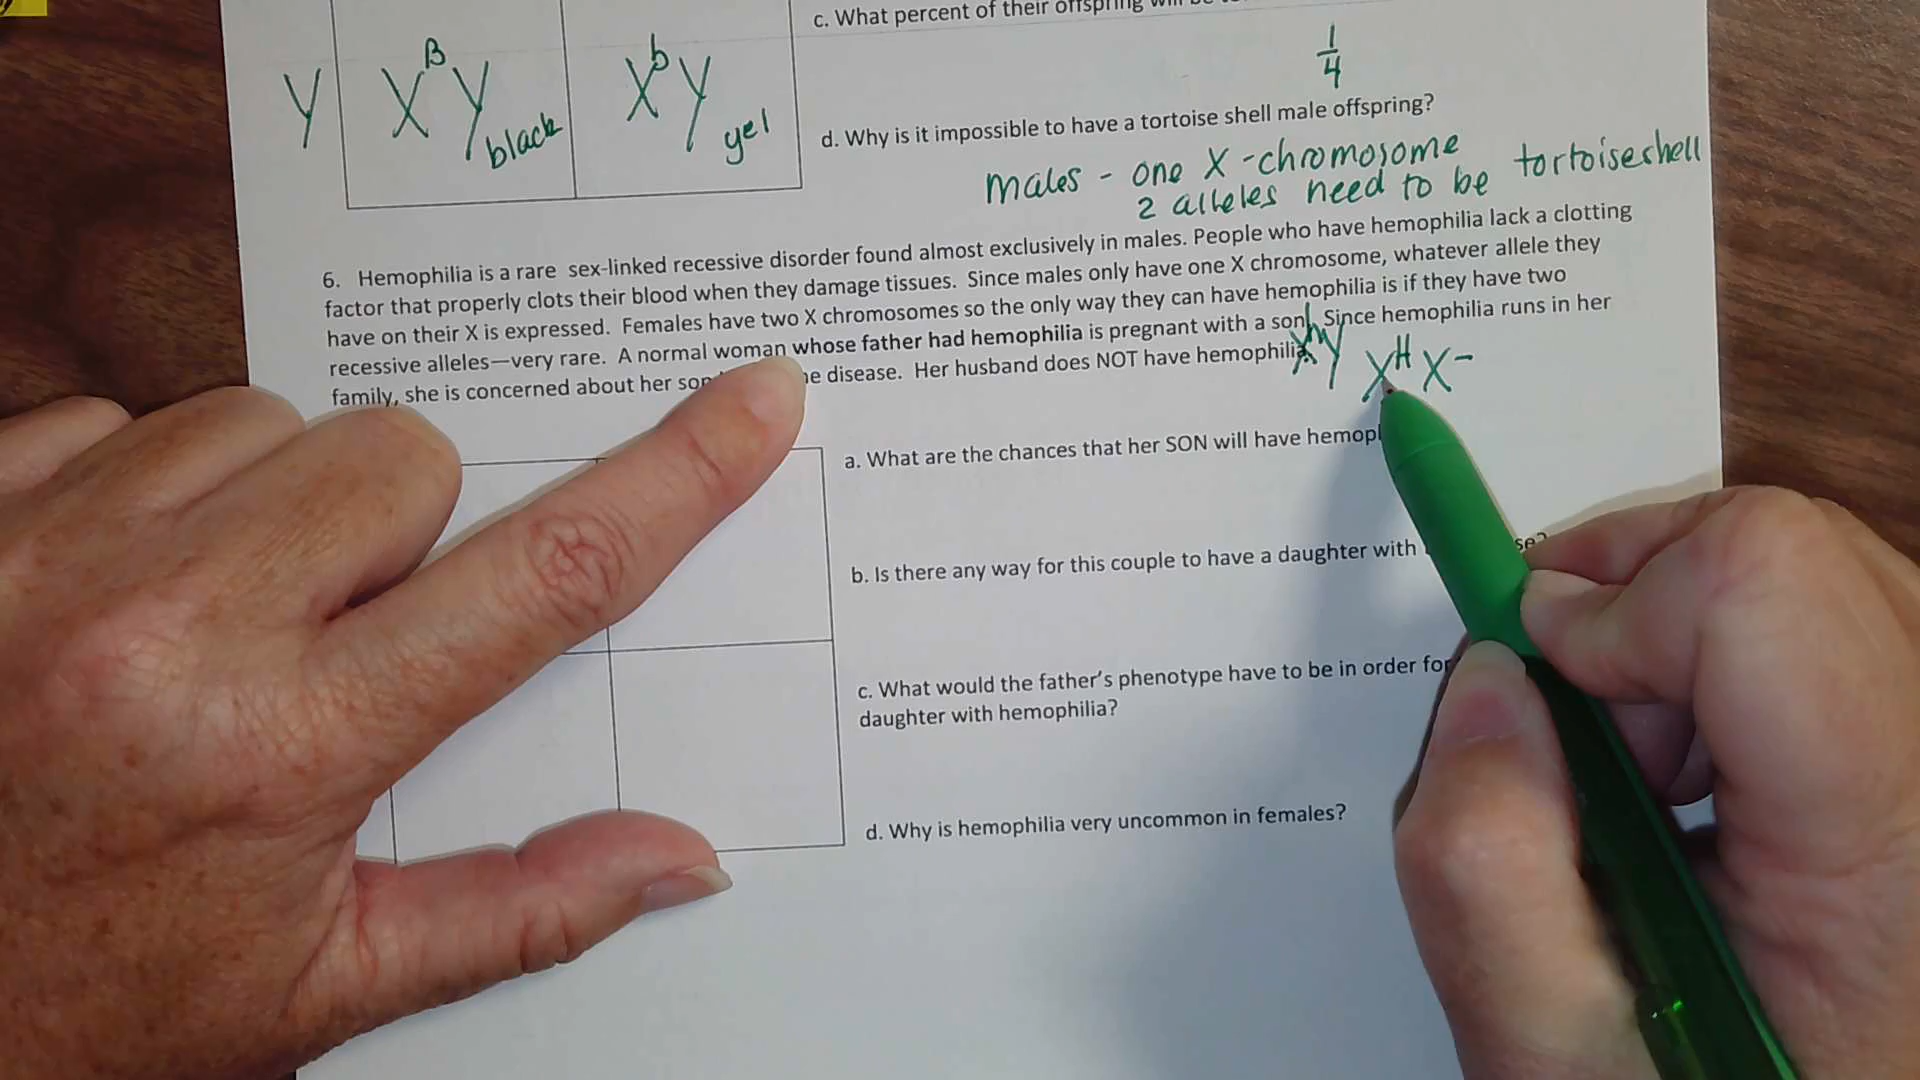 c. What percent of their offspring will be
1/4
Y
X^B Y black
X^b Y yel
d. Why is it impossible to have a tortoise shell male offspring?
males - one X-chromosome
2 alleles need to be tortoiseshell
6. Hemophilia is a rare sex-linked recessive disorder found almost exclusively in males. People who have hemophilia lack a clotting
factor that properly clots their blood when they damage tissues. Since males only have one X chromosome, whatever allele they
have on their X is expressed. Females have two X chromosomes so the only way they can have hemophilia is if they have two
recessive alleles—very rare. A normal woman whose father had hemophilia is pregnant with a son. Since hemophilia runs in her
family, she is concerned about her son he disease. Her husband does NOT have hemophilia
X^h Y X^H X-
a. What are the chances that her SON will have hemoph
b. Is there any way for this couple to have a daughter with se?
c. What would the father's phenotype have to be in order for
daughter with hemophilia?
d. Why is hemophilia very uncommon in females?